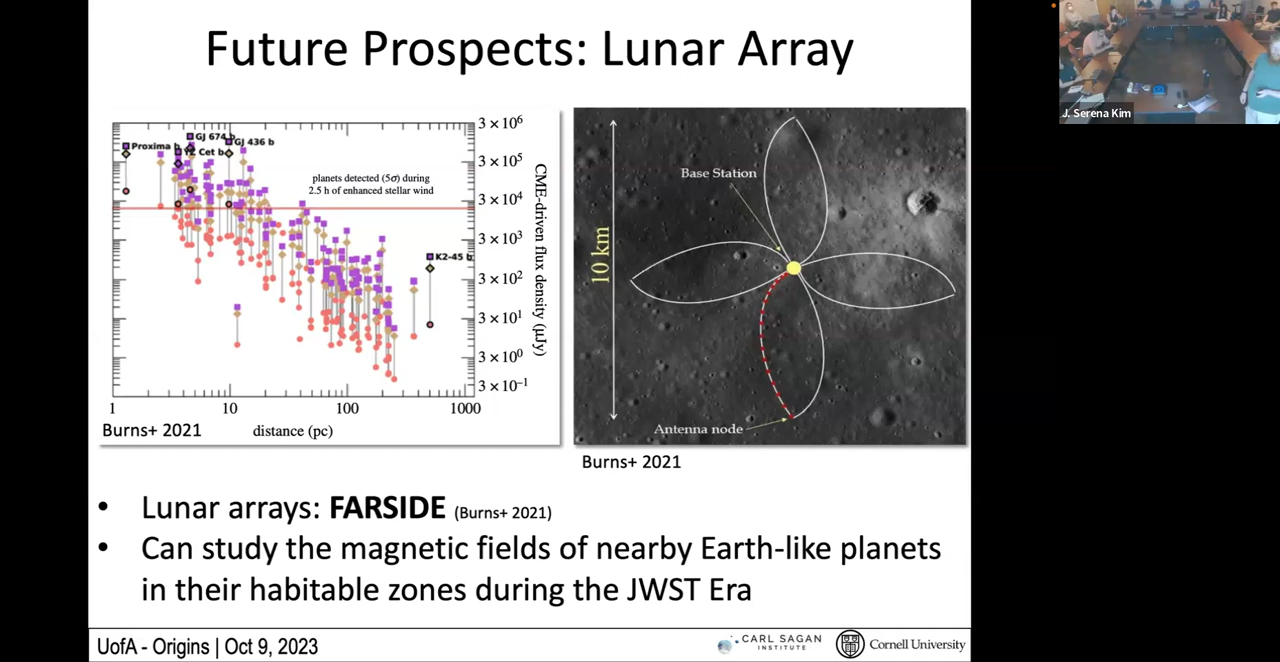 Future Prospects: Lunar Array
J. Serena Kim
Proxima b
GJ 674 b
YZ Cet b
GJ 436 b
planets detected (5σ) during
2.5 h of enhanced stellar wind
K2-45 b
3 × 10⁶
3 × 10⁵
3 × 10⁴
3 × 10³
3 × 10²
3 × 10¹
3 × 10⁰
3 × 10⁻¹
CME-driven flux density (μJy)
1 10 100 1000
distance (pc)
Burns+ 2021
Base Station
10 km
Antenna node
Burns+ 2021
• Lunar arrays: FARSIDE (Burns+ 2021)
• Can study the magnetic fields of nearby Earth-like planets
in their habitable zones during the JWST Era
UofA - Origins | Oct 9, 2023
CARL SAGAN
INSTITUTE
Cornell University